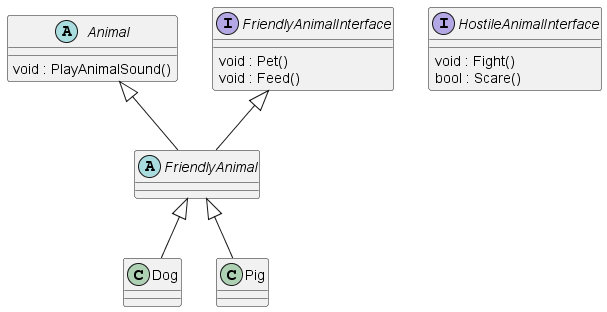 A Animal
void : PlayAnimalSound()
I FriendlyAnimalInterface
void : Pet()
void : Feed()
I HostileAnimalInterface
void : Fight()
bool : Scare()
A FriendlyAnimal
C Dog
C Pig